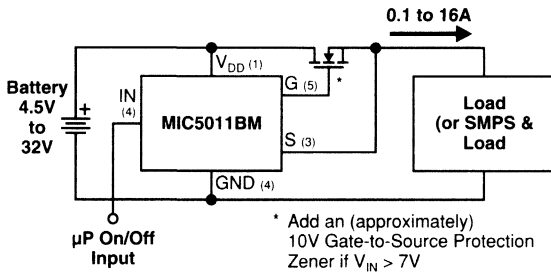 0.1 to 16A
Battery
4.5V
to
32V
+
IN
(4)
V_DD (1)
G (5)
*
MIC5011BM
S (3)
GND (4)
Load
(or SMPS &
Load
µP On/Off
Input
* Add an (approximately)
10V Gate-to-Source Protection
Zener if V_IN > 7V